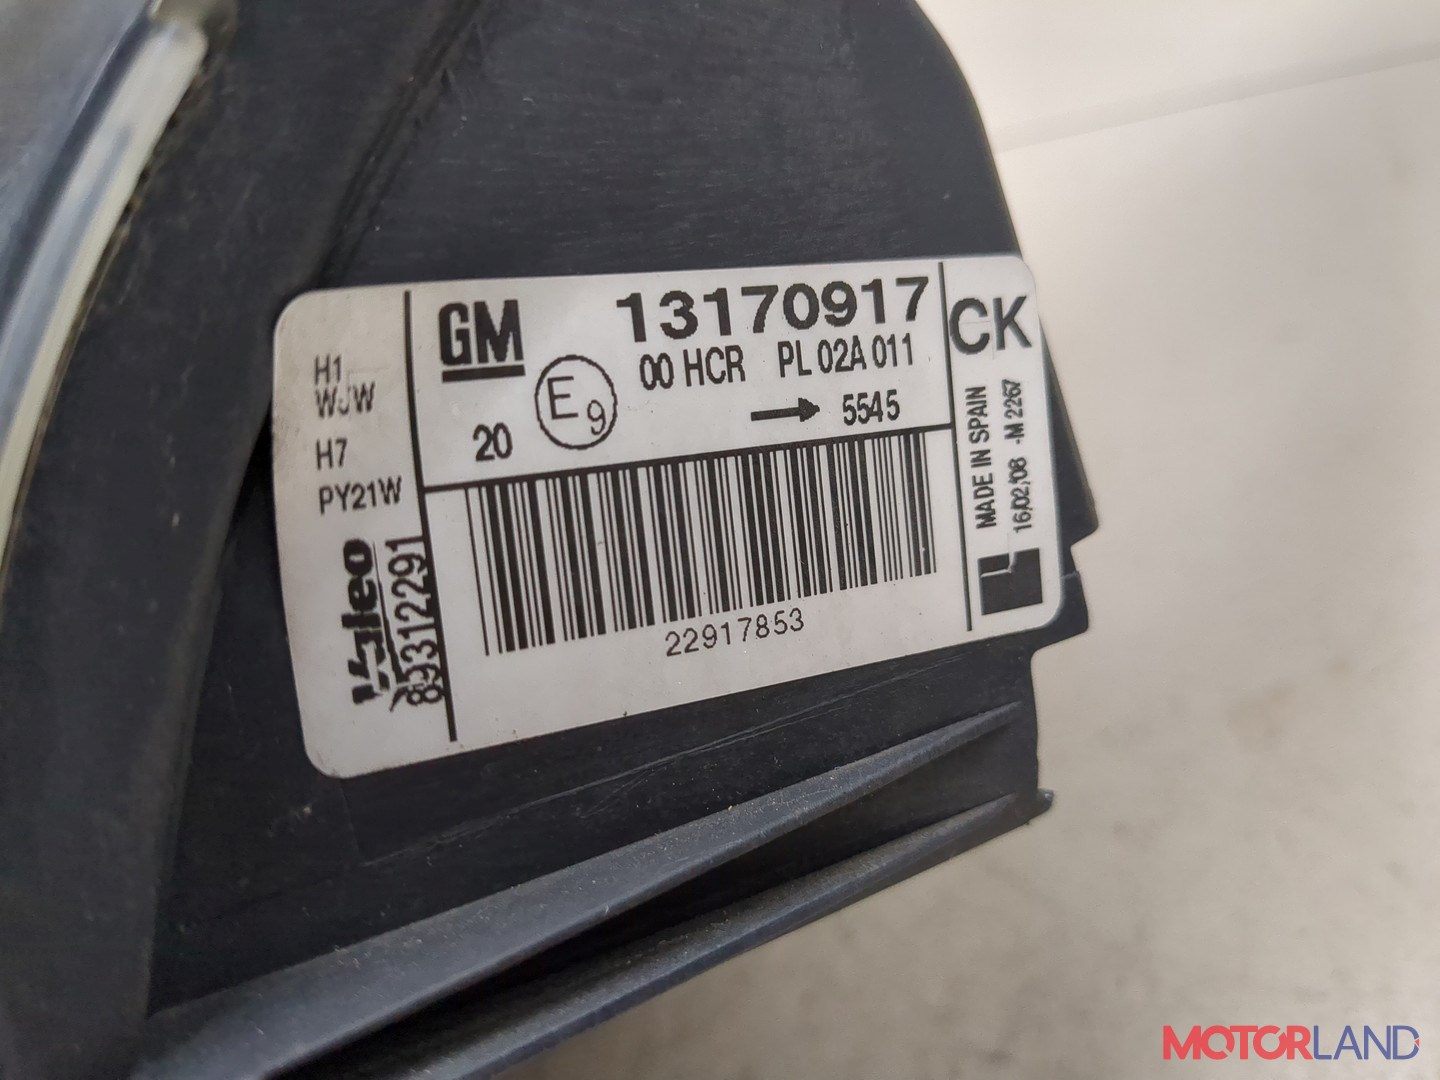 H1
W5W
H7
PY21W
Valeo
89312291
GM
13170917
00 HCR PL 02A 011
20 E9 5545
22917853
CK
MADE IN SPAIN
16/02/08 -M 2267
L
MOTORLAND